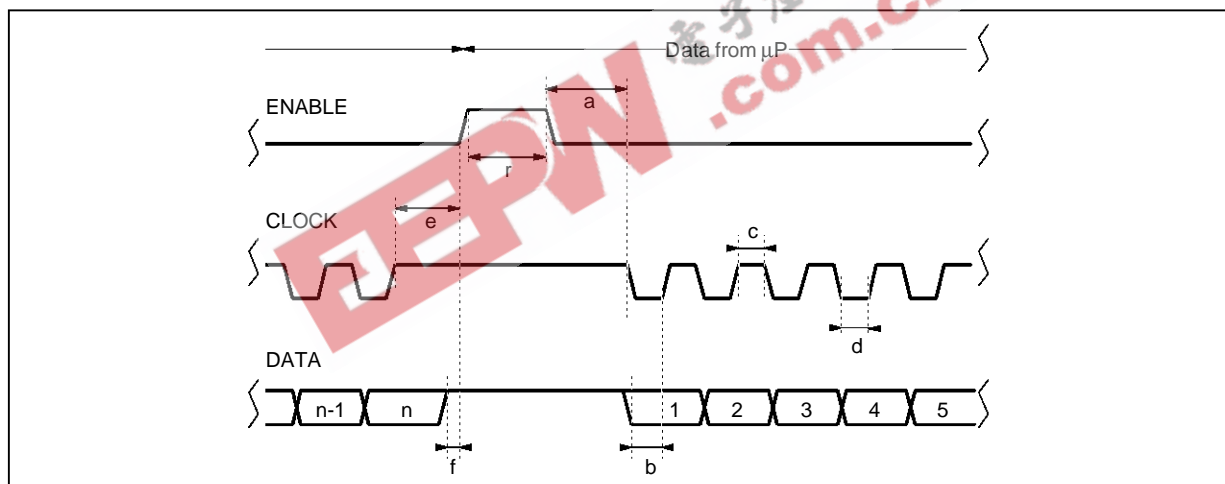 Data from µP
a
ENABLE
r
CLOCK
e
c
d
DATA
n-1 n 1 2 3 4 5
f b
EEPW
.com.c